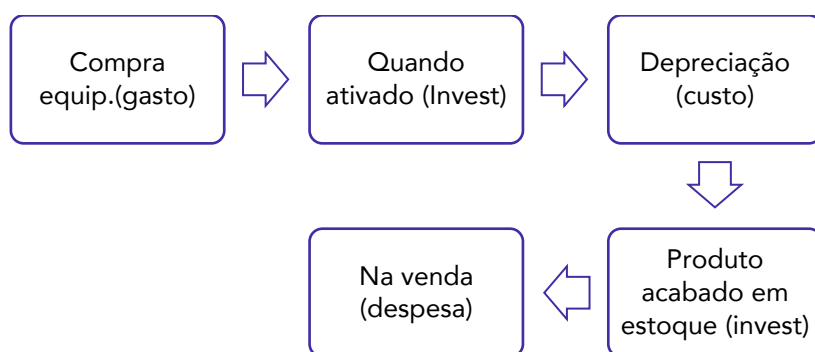 Compra
equip.(gasto)
Quando
ativado (Invest)
Depreciação
(custo)
Produto
acabado em
estoque (invest)
Na venda
(despesa)